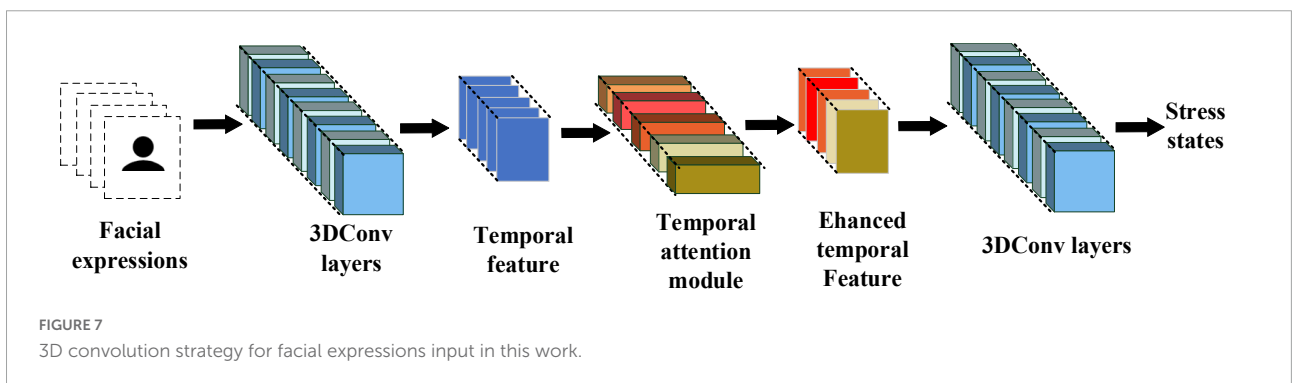 Facial
expressions
3DConv
layers
Temporal
feature
Temporal
attention
module
Ehanced
temporal
Feature
3DConv layers
Stress
states
FIGURE 7
3D convolution strategy for facial expressions input in this work.